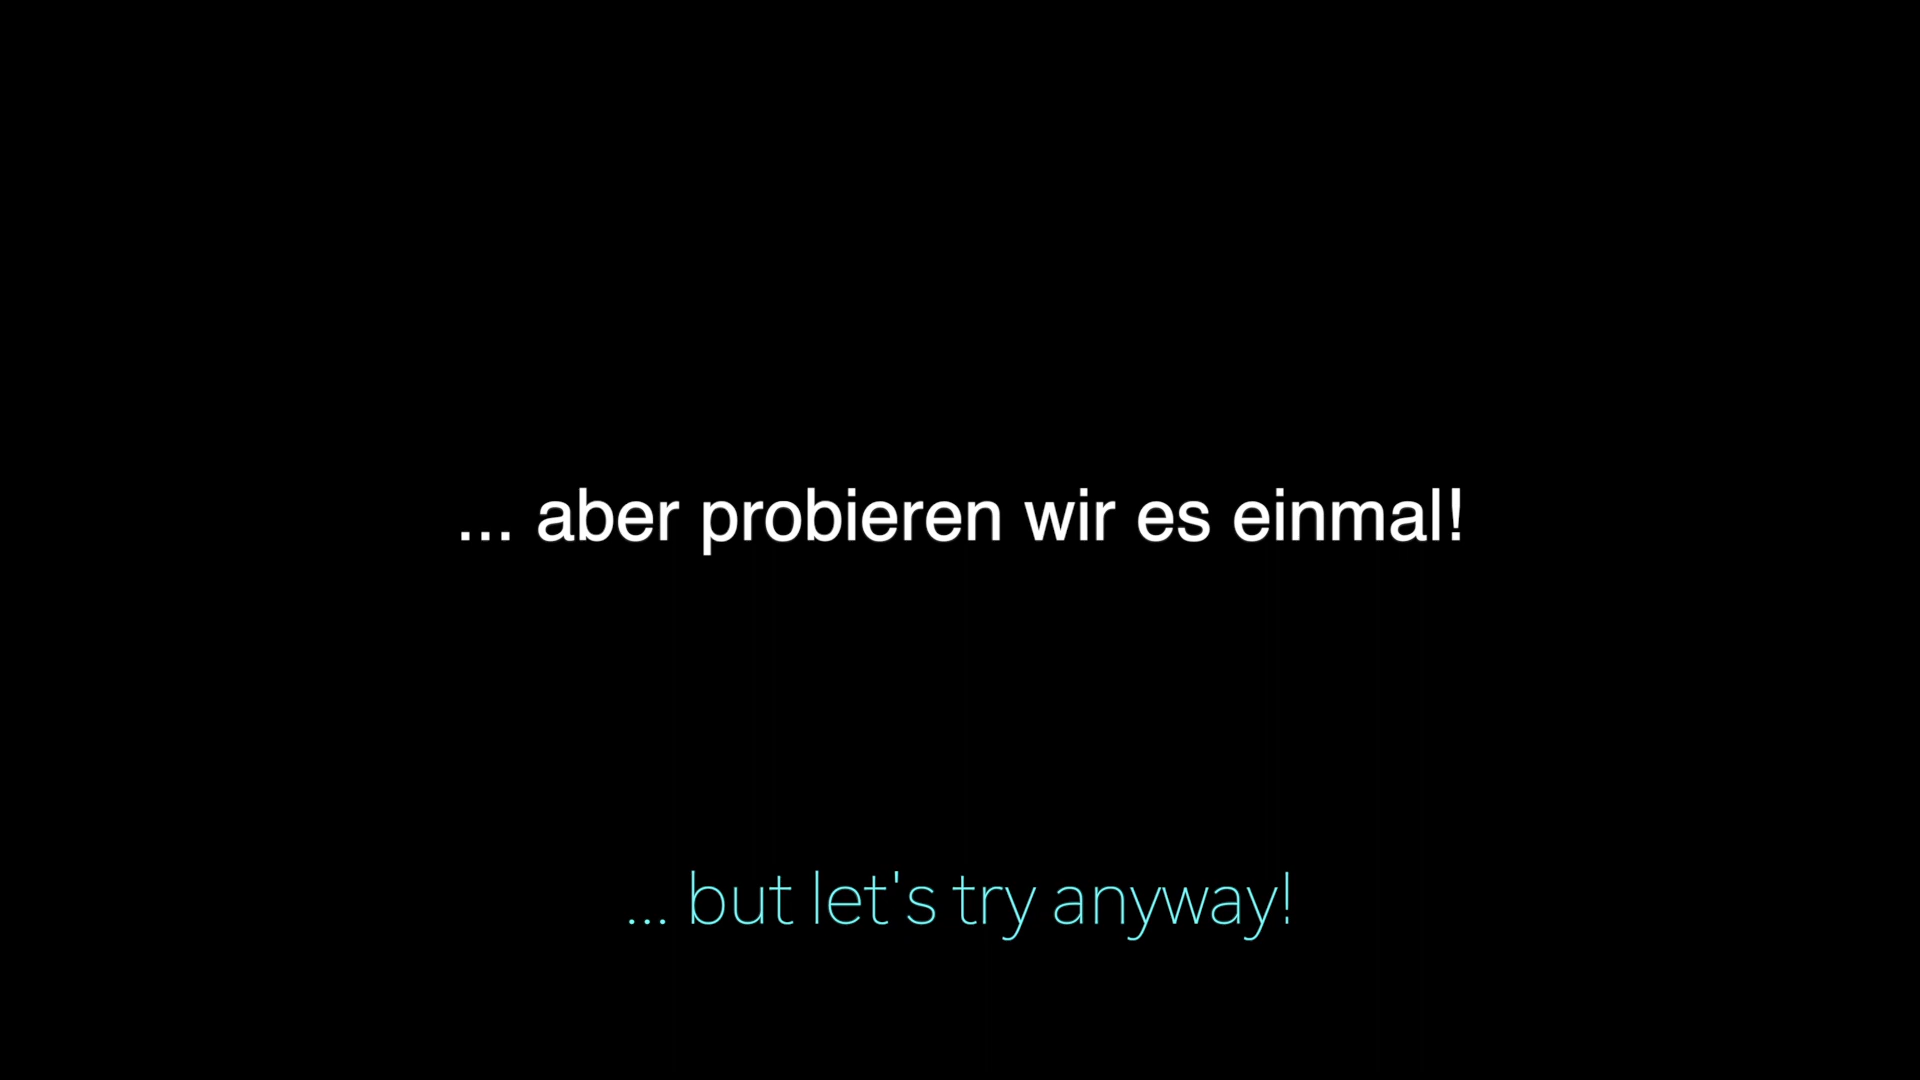 ... aber probieren wir es einmal!
... but let's try anyway!